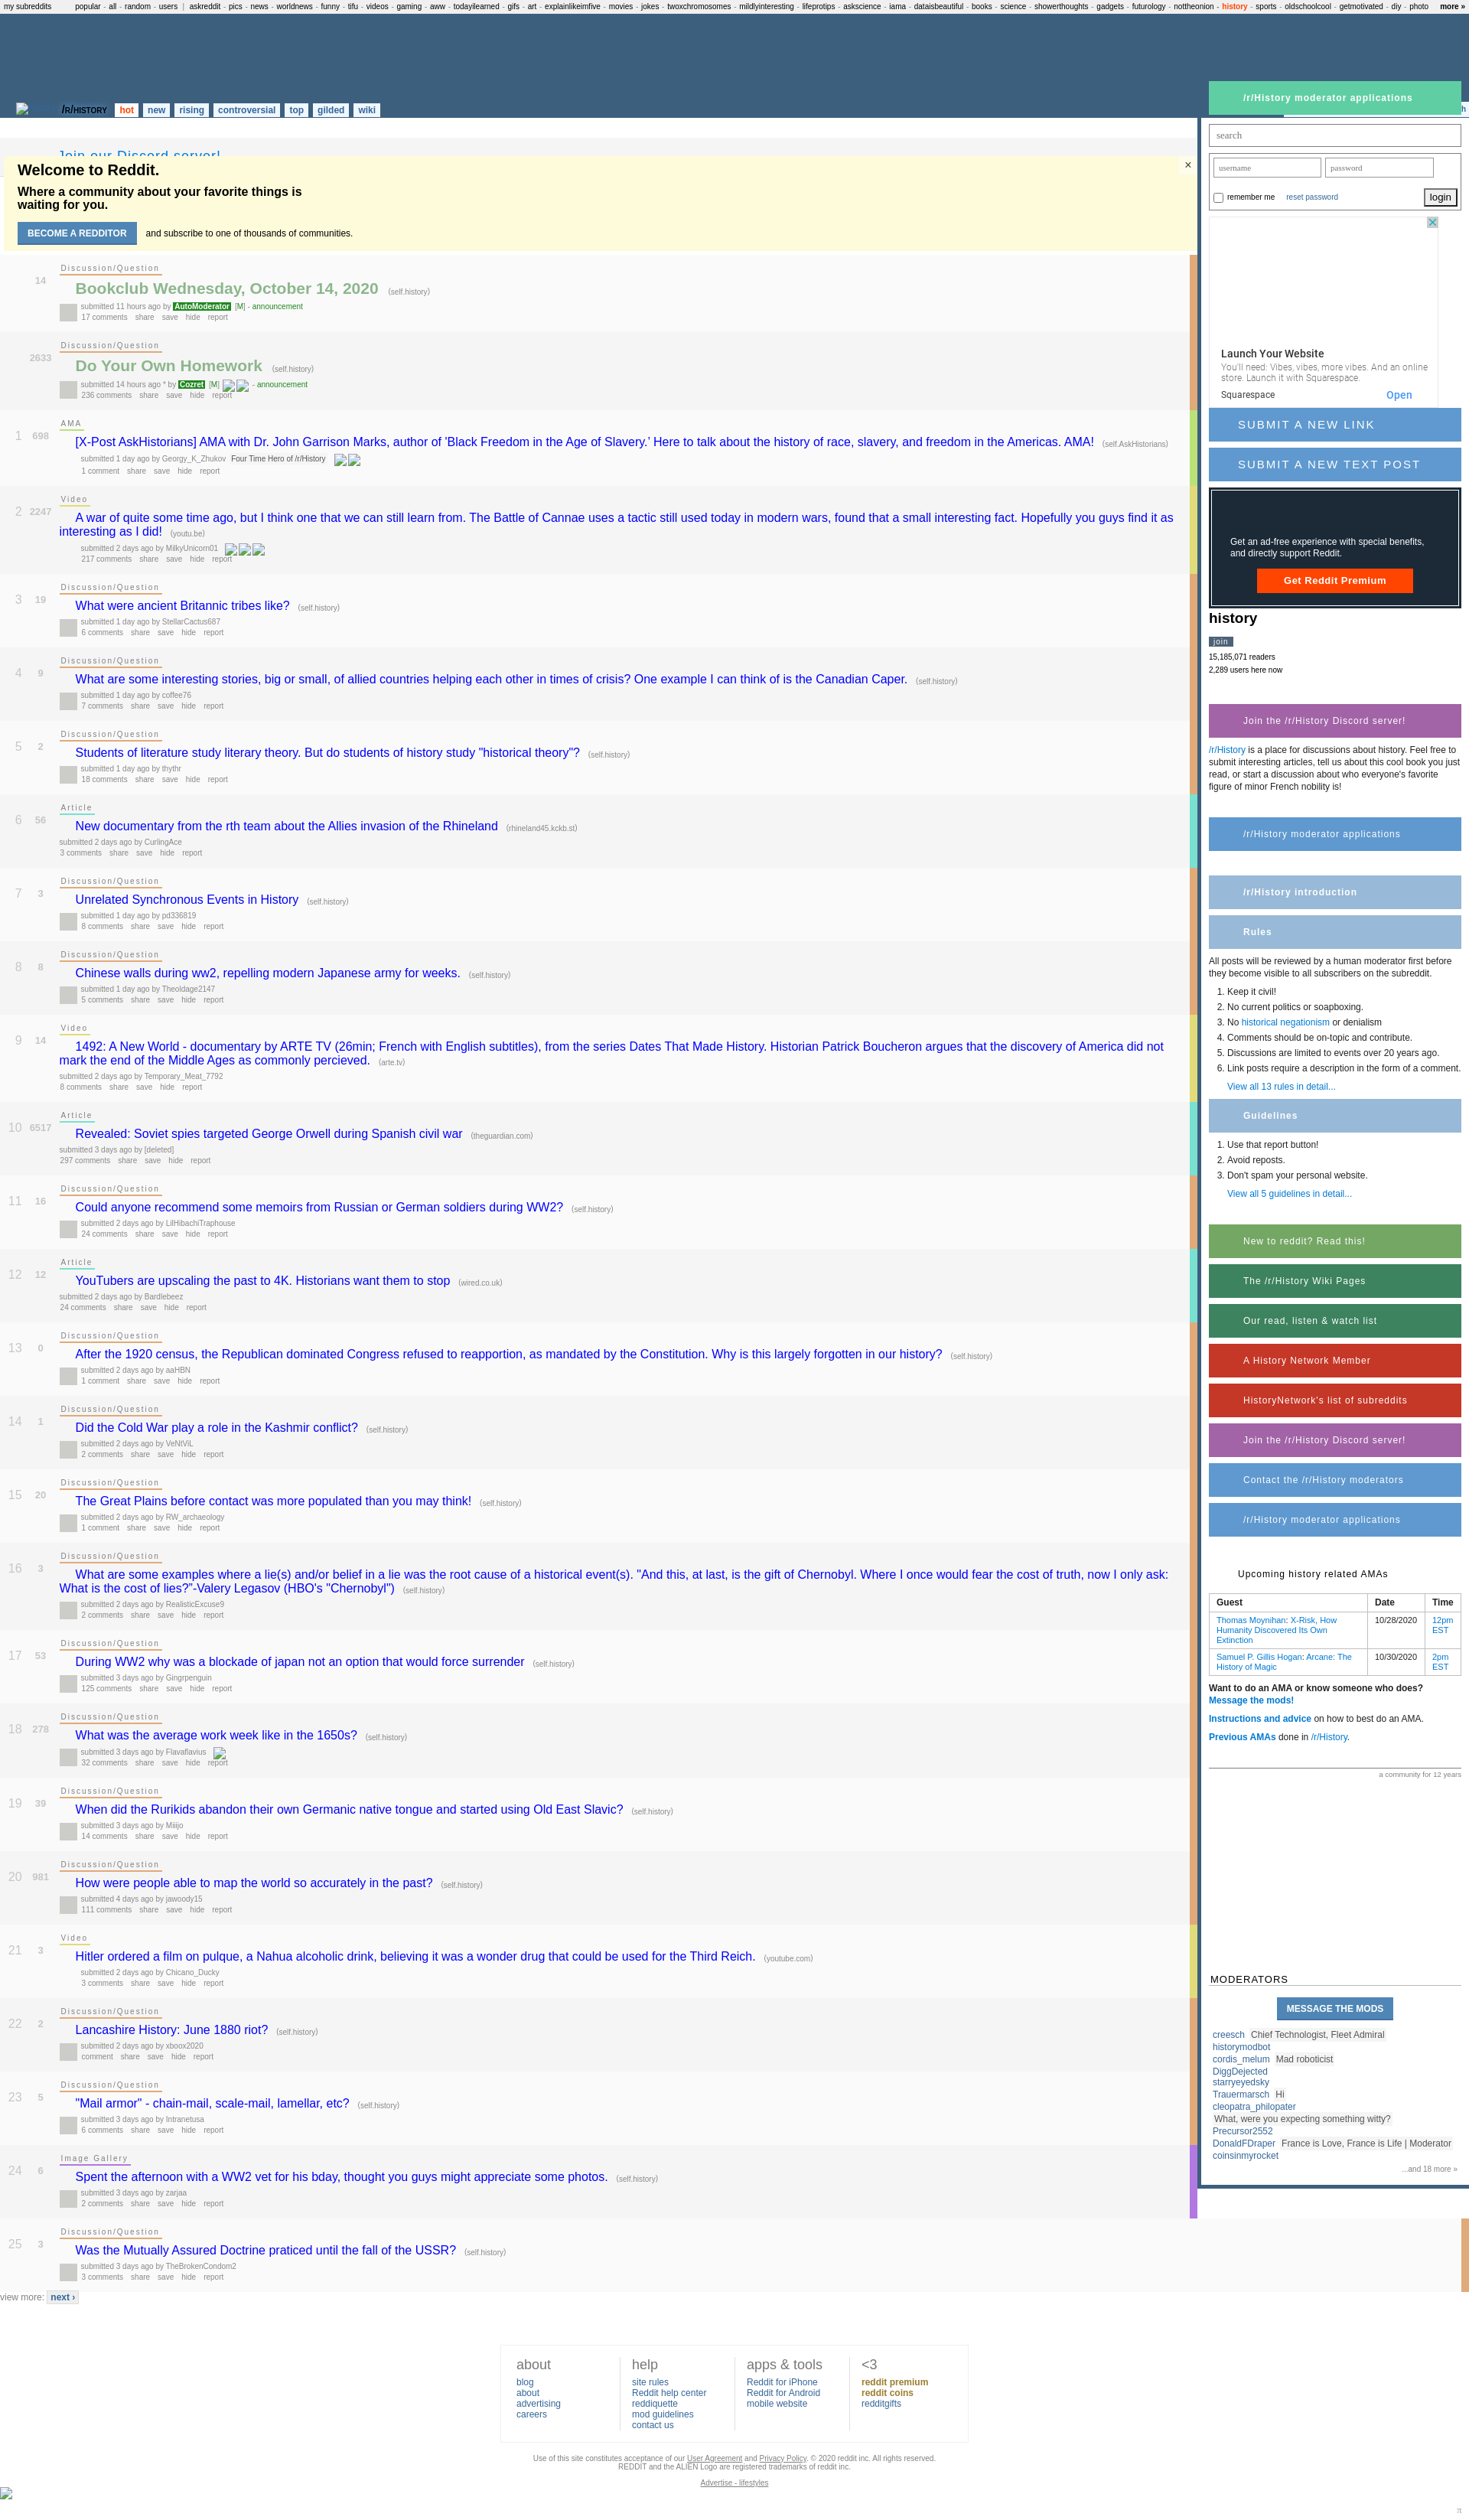 my subreddits popular - all - random - users | askreddit - pics - news - worldnews - funny - tifu - videos - gaming - aww - todayilearned - gifs - art - explainlikeimfive - movies - jokes - twoxchromosomes - mildlyinteresting - lifeprotips - askscience - iama - dataisbeautiful - books - science - showerthoughts - gadgets - futurology - nottheonion - history - sports - oldschoolcool - getmotivated - diy - photo more »
/r/History hot new rising controversial top gilded wiki
Join our Discord server!
Welcome to Reddit.
×
Where a community about your favorite things is
waiting for you.
BECOME A REDDITOR and subscribe to one of thousands of communities.
Discussion/Question
14
Bookclub Wednesday, October 14, 2020 (self.history)
submitted 11 hours ago by AutoModerator [M] - announcement
17 comments share save hide report
Discussion/Question
2633
Do Your Own Homework (self.history)
submitted 14 hours ago * by Cozret [M] - announcement
236 comments share save hide report
AMA
1 698
[X-Post AskHistorians] AMA with Dr. John Garrison Marks, author of 'Black Freedom in the Age of Slavery.' Here to talk about the history of race, slavery, and freedom in the Americas. AMA! (self.AskHistorians)
submitted 1 day ago by Georgy_K_Zhukov Four Time Hero of /r/History
1 comment share save hide report
Video
2 2247
A war of quite some time ago, but I think one that we can still learn from. The Battle of Cannae uses a tactic still used today in modern wars, found that a small interesting fact. Hopefully you guys find it as
interesting as I did! (youtu.be)
submitted 2 days ago by MilkyUnicorn01
217 comments share save hide report
Discussion/Question
3 19
What were ancient Britannic tribes like? (self.history)
submitted 1 day ago by StellarCactus687
6 comments share save hide report
Discussion/Question
4 9
What are some interesting stories, big or small, of allied countries helping each other in times of crisis? One example I can think of is the Canadian Caper. (self.history)
submitted 1 day ago by coffee76
7 comments share save hide report
Discussion/Question
5 2
Students of literature study literary theory. But do students of history study "historical theory"? (self.history)
submitted 1 day ago by thythr
18 comments share save hide report
Article
6 56
New documentary from the rth team about the Allies invasion of the Rhineland (rhineland45.kckb.st)
submitted 2 days ago by CurlingAce
3 comments share save hide report
Discussion/Question
7 3
Unrelated Synchronous Events in History (self.history)
submitted 1 day ago by pd336819
8 comments share save hide report
Discussion/Question
8 8
Chinese walls during ww2, repelling modern Japanese army for weeks. (self.history)
submitted 1 day ago by Theoldage2147
5 comments share save hide report
Video
9 14
1492: A New World - documentary by ARTE TV (26min; French with English subtitles), from the series Dates That Made History. Historian Patrick Boucheron argues that the discovery of America did not
mark the end of the Middle Ages as commonly percieved. (arte.tv)
submitted 2 days ago by Temporary_Meat_7792
8 comments share save hide report
Article
10 6517
Revealed: Soviet spies targeted George Orwell during Spanish civil war (theguardian.com)
submitted 3 days ago by [deleted]
297 comments share save hide report
Discussion/Question
11 16
Could anyone recommend some memoirs from Russian or German soldiers during WW2? (self.history)
submitted 2 days ago by LilHibachiTraphouse
24 comments share save hide report
Article
12 12
YouTubers are upscaling the past to 4K. Historians want them to stop (wired.co.uk)
submitted 2 days ago by Bardlebeez
24 comments share save hide report
Discussion/Question
13 0
After the 1920 census, the Republican dominated Congress refused to reapportion, as mandated by the Constitution. Why is this largely forgotten in our history? (self.history)
submitted 2 days ago by aaHBN
1 comment share save hide report
Discussion/Question
14 1
Did the Cold War play a role in the Kashmir conflict? (self.history)
submitted 2 days ago by VeNtViL
2 comments share save hide report
Discussion/Question
15 20
The Great Plains before contact was more populated than you may think! (self.history)
submitted 2 days ago by RW_archaeology
1 comment share save hide report
Discussion/Question
16 3
What are some examples where a lie(s) and/or belief in a lie was the root cause of a historical event(s). "And this, at last, is the gift of Chernobyl. Where I once would fear the cost of truth, now I only ask:
What is the cost of lies?"-Valery Legasov (HBO's "Chernobyl") (self.history)
submitted 2 days ago by RealisticExcuse9
2 comments share save hide report
Discussion/Question
17 53
During WW2 why was a blockade of japan not an option that would force surrender (self.history)
submitted 3 days ago by Gingrpenguin
125 comments share save hide report
Discussion/Question
18 278
What was the average work week like in the 1650s? (self.history)
submitted 3 days ago by Flavaflavius
32 comments share save hide report
Discussion/Question
19 39
When did the Rurikids abandon their own Germanic native tongue and started using Old East Slavic? (self.history)
submitted 3 days ago by Miiijo
14 comments share save hide report
Discussion/Question
20 981
How were people able to map the world so accurately in the past? (self.history)
submitted 4 days ago by jawoody15
111 comments share save hide report
Video
21 3
Hitler ordered a film on pulque, a Nahua alcoholic drink, believing it was a wonder drug that could be used for the Third Reich. (youtube.com)
submitted 2 days ago by Chicano_Ducky
3 comments share save hide report
Discussion/Question
22 2
Lancashire History: June 1880 riot? (self.history)
submitted 2 days ago by xboox2020
comment share save hide report
Discussion/Question
23 5
"Mail armor" - chain-mail, scale-mail, lamellar, etc? (self.history)
submitted 3 days ago by Intranetusa
6 comments share save hide report
Image Gallery
24 6
Spent the afternoon with a WW2 vet for his bday, thought you guys might appreciate some photos. (self.history)
submitted 3 days ago by zarjaa
2 comments share save hide report
Discussion/Question
25 3
Was the Mutually Assured Doctrine praticed until the fall of the USSR? (self.history)
submitted 3 days ago by TheBrokenCondom2
3 comments share save hide report
view more: next ›
/r/History moderator applications
h
search
username password
remember me reset password login
Launch Your Website
You'll need: Vibes, vibes, more vibes. And an online
store. Launch it with Squarespace.
Squarespace Open
SUBMIT A NEW LINK
SUBMIT A NEW TEXT POST
Get an ad-free experience with special benefits,
and directly support Reddit.
Get Reddit Premium
history
join
15,185,071 readers
2,289 users here now
Join the /r/History Discord server!
/r/History is a place for discussions about history. Feel free to
submit interesting articles, tell us about this cool book you just
read, or start a discussion about who everyone's favorite
figure of minor French nobility is!
/r/History moderator applications
/r/History introduction
Rules
All posts will be reviewed by a human moderator first before
they become visible to all subscribers on the subreddit.
1. Keep it civil!
2. No current politics or soapboxing.
3. No historical negationism or denialism
4. Comments should be on-topic and contribute.
5. Discussions are limited to events over 20 years ago.
6. Link posts require a description in the form of a comment.
View all 13 rules in detail...
Guidelines
1. Use that report button!
2. Avoid reposts.
3. Don't spam your personal website.
View all 5 guidelines in detail...
New to reddit? Read this!
The /r/History Wiki Pages
Our read, listen & watch list
A History Network Member
HistoryNetwork's list of subreddits
Join the /r/History Discord server!
Contact the /r/History moderators
/r/History moderator applications
Upcoming history related AMAs
Guest Date Time
Thomas Moynihan: X-Risk, How 10/28/2020 12pm
Humanity Discovered Its Own EST
Extinction
Samuel P. Gillis Hogan: Arcane: The 10/30/2020 2pm
History of Magic EST
Want to do an AMA or know someone who does?
Message the mods!
Instructions and advice on how to best do an AMA.
Previous AMAs done in /r/History.
a community for 12 years
MODERATORS
MESSAGE THE MODS
creesch Chief Technologist, Fleet Admiral
historymodbot
cordis_melum Mad roboticist
DiggDejected
starryeyedsky
Trauermarsch Hi
cleopatra_philopater
What, were you expecting something witty?
Precursor2552
DonaldFDraper France is Love, France is Life | Moderator
coinsinmyrocket
...and 18 more »
about
blog
about
advertising
careers
help
site rules
Reddit help center
reddiquette
mod guidelines
contact us
apps & tools
Reddit for iPhone
Reddit for Android
mobile website
<3
reddit premium
reddit coins
redditgifts
Use of this site constitutes acceptance of our User Agreement and Privacy Policy. © 2020 reddit inc. All rights reserved.
REDDIT and the ALIEN Logo are registered trademarks of reddit inc.
Advertise - lifestyles
π